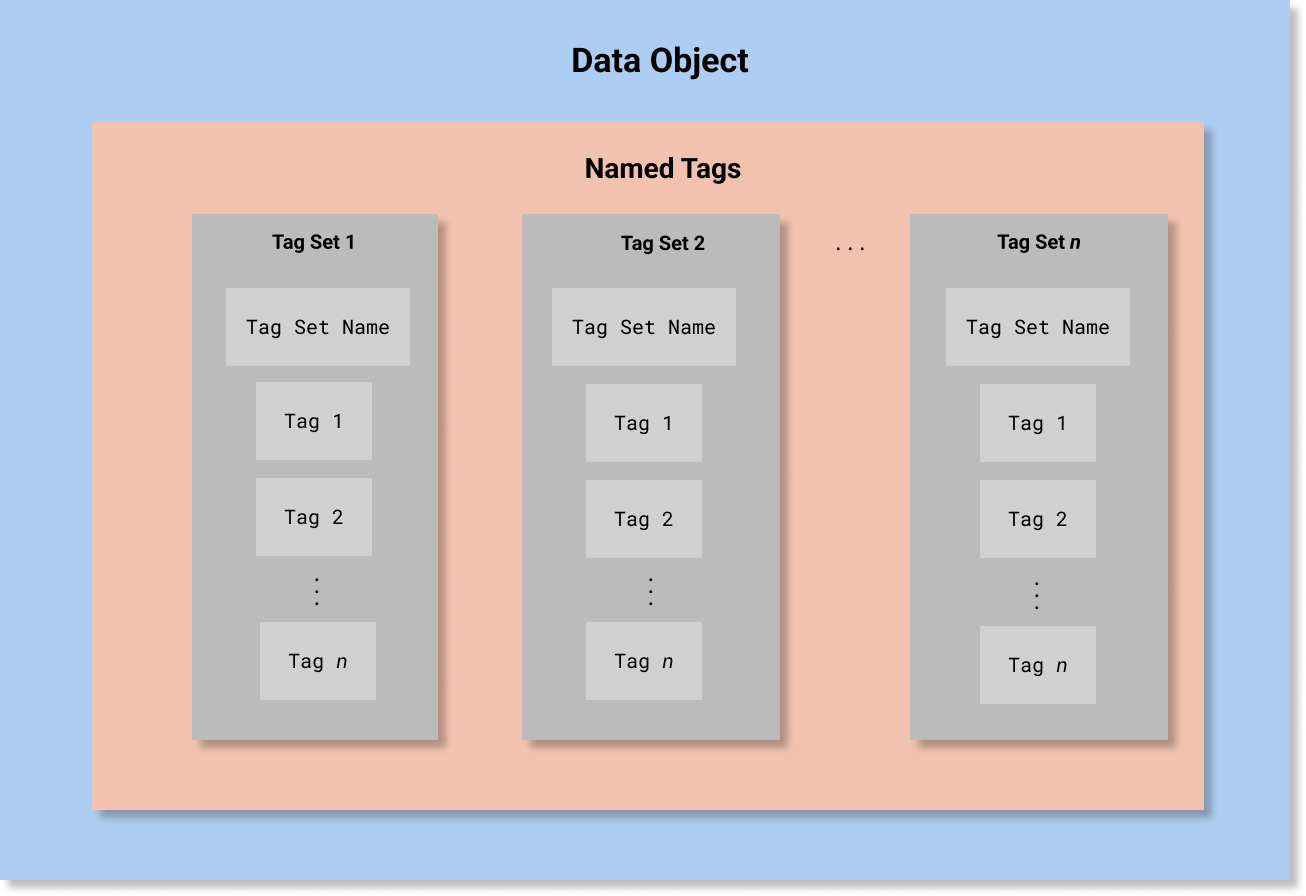 Data Object
Named Tags
Tag Set 1
Tag Set Name
Tag 1
Tag 2
.
.
.
Tag n
Tag Set 2
Tag Set Name
Tag 1
Tag 2
.
.
.
Tag n
. . .
Tag Set n
Tag Set Name
Tag 1
Tag 2
.
.
.
Tag n